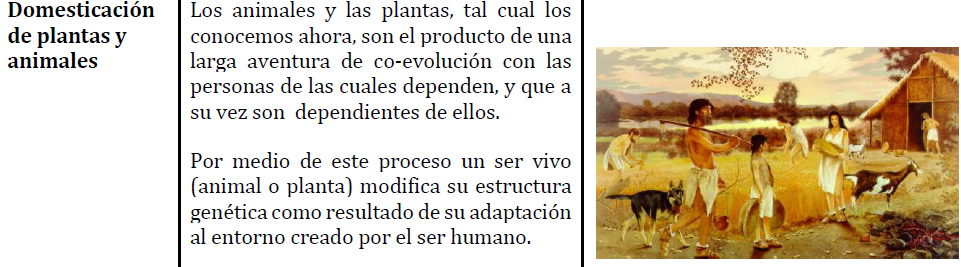 Domesticación
de plantas y
animales
Los animales y las plantas, tal cual los
conocemos ahora, son el producto de una
larga aventura de co-evolución con las
personas de las cuales dependen, y que a
su vez son dependientes de ellos.
Por medio de este proceso un ser vivo
(animal o planta) modifica su estructura
genética como resultado de su adaptación
al entorno creado por el ser humano.